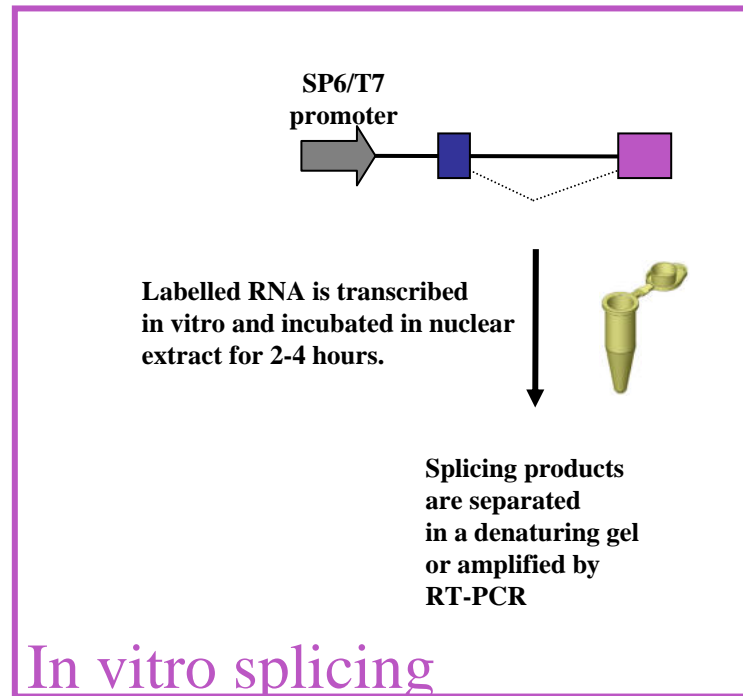 SP6/T7
promoter
Labelled RNA is transcribed
in vitro and incubated in nuclear
extract for 2-4 hours.
Splicing products
are separated
in a denaturing gel
or amplified by
RT-PCR
In vitro splicing